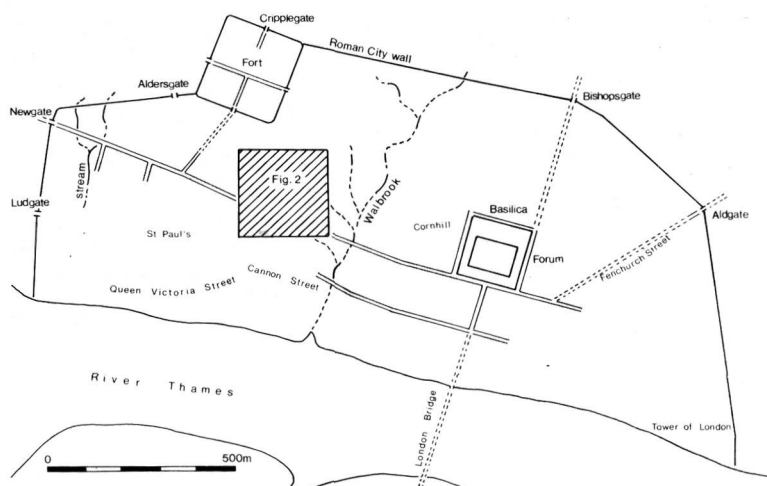 Cripplegate
Roman City wall
Fort
Aldersgate
Bishopsgate
Newgate
Fig. 2
stream
Walbrook
Ludgate
Basilica
Aldgate
St Paul's
Cornhill
Forum
Fenchurch Street
Cannon Street
Queen Victoria Street
River Thames
London Bridge
Tower of London
0 500m